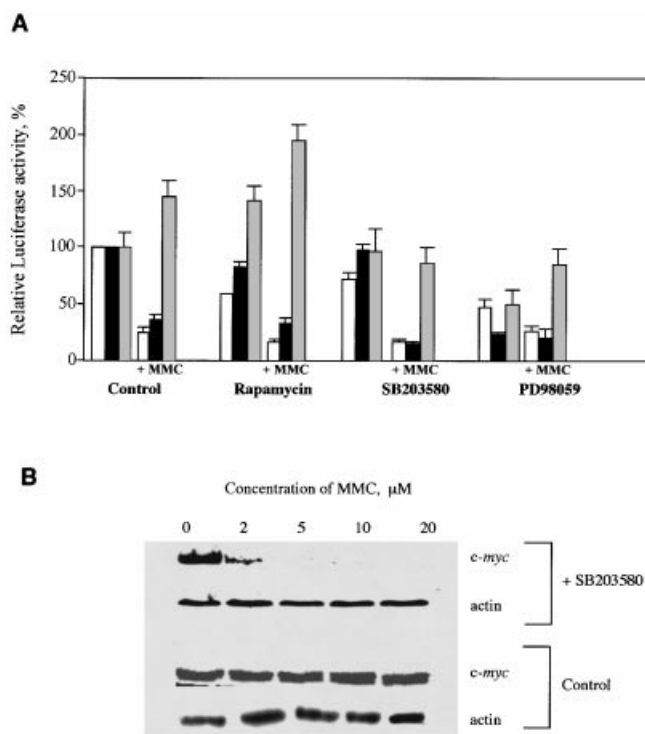 A
Relative Luciferase activity, %
250
200
150
100
50
0
+ MMC
+ MMC
+ MMC
+ MMC
Control
Rapamycin
SB203580
PD98059
B
Concentration of MMC, μM
0 2 5 10 20
c-myc
actin
+ SB203580
c-myc
actin
Control